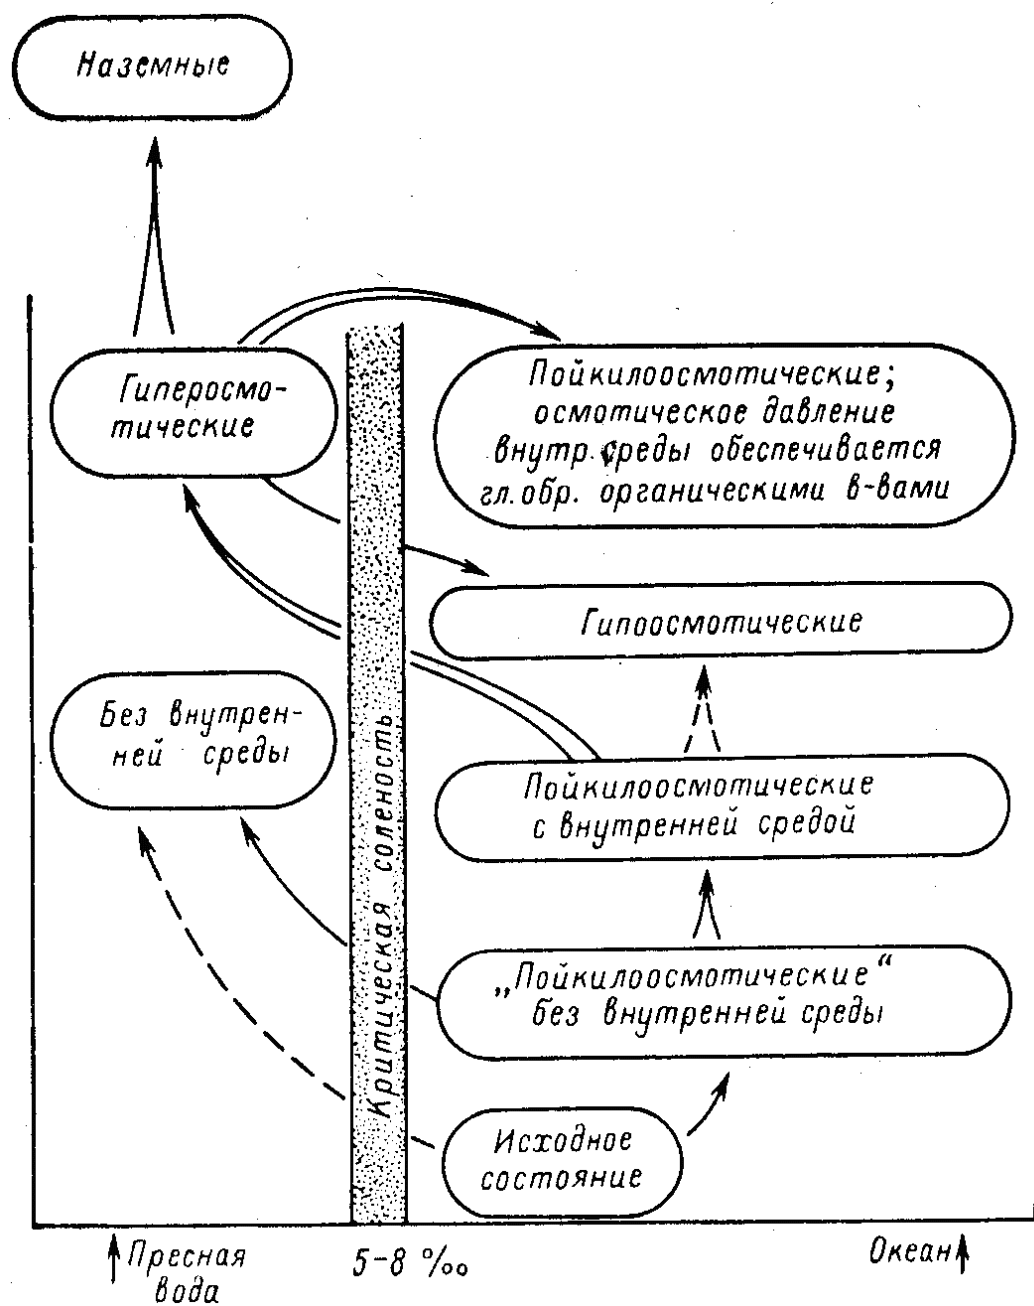 Наземные
Гиперосмо-
тические
Пойкилоосмотические;
осмотическое давление
внутр. среды обеспечивается
гл. обр. органическими в-вами
Гипоосмотические
Без внутрен-
ней среды
Пойкилоосмотические
с внутренней средой
„Пойкилоосмотические“
без внутренней среды
Исходное
состояние
Критическая соленость
Пресная
вода
5-8 ‰
Океан